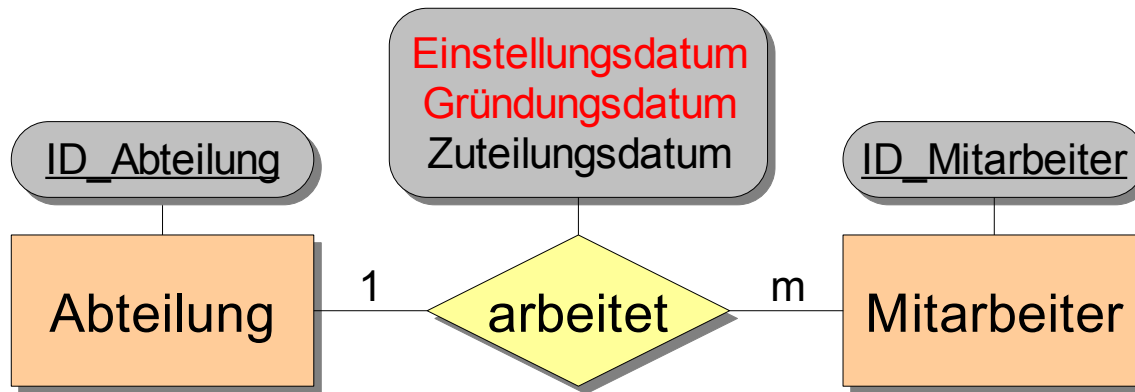 Einstellungsdatum
Gründungsdatum
Zuteilungsdatum
ID_Abteilung
ID_Mitarbeiter
Abteilung
1
arbeitet
m
Mitarbeiter